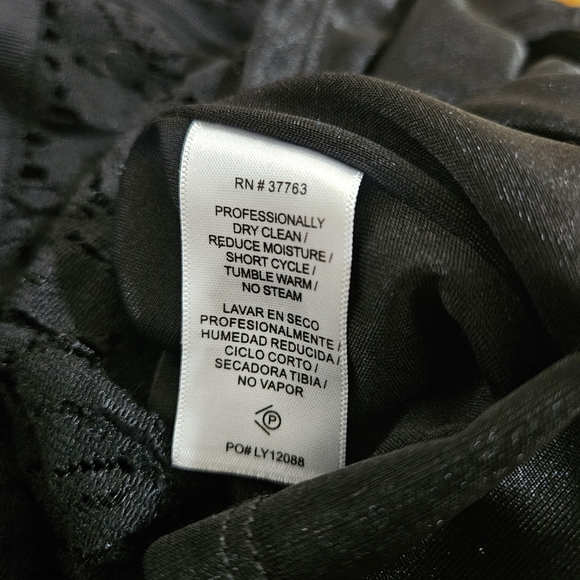 RN # 37763
PROFESSIONALLY
DRY CLEAN /
REDUCE MOISTURE /
SHORT CYCLE /
TUMBLE WARM /
NO STEAM
LAVAR EN SECO
PROFESIONALMENTE /
HUMEDAD REDUCIDA /
CICLO CORTO /
SECADORA TIBIA /
NO VAPOR
P
PO# LY12088